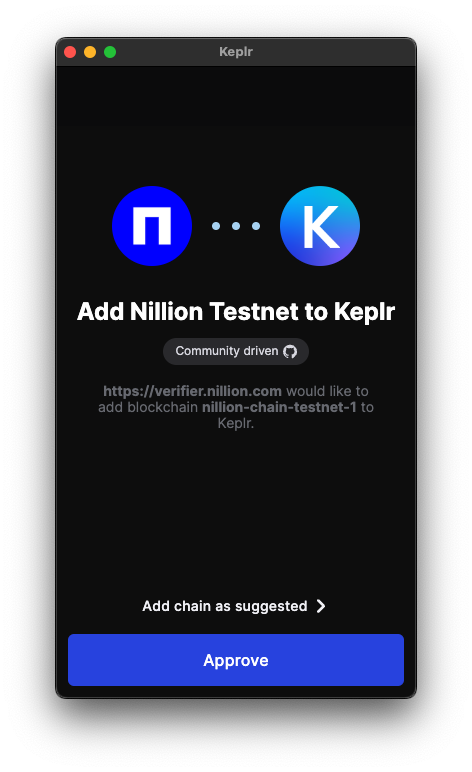 Keplr
Add Nillion Testnet to Keplr
Community driven
https://verifier.nillion.com would like to
add blockchain nillion-chain-testnet-1 to
Keplr.
Add chain as suggested
Approve